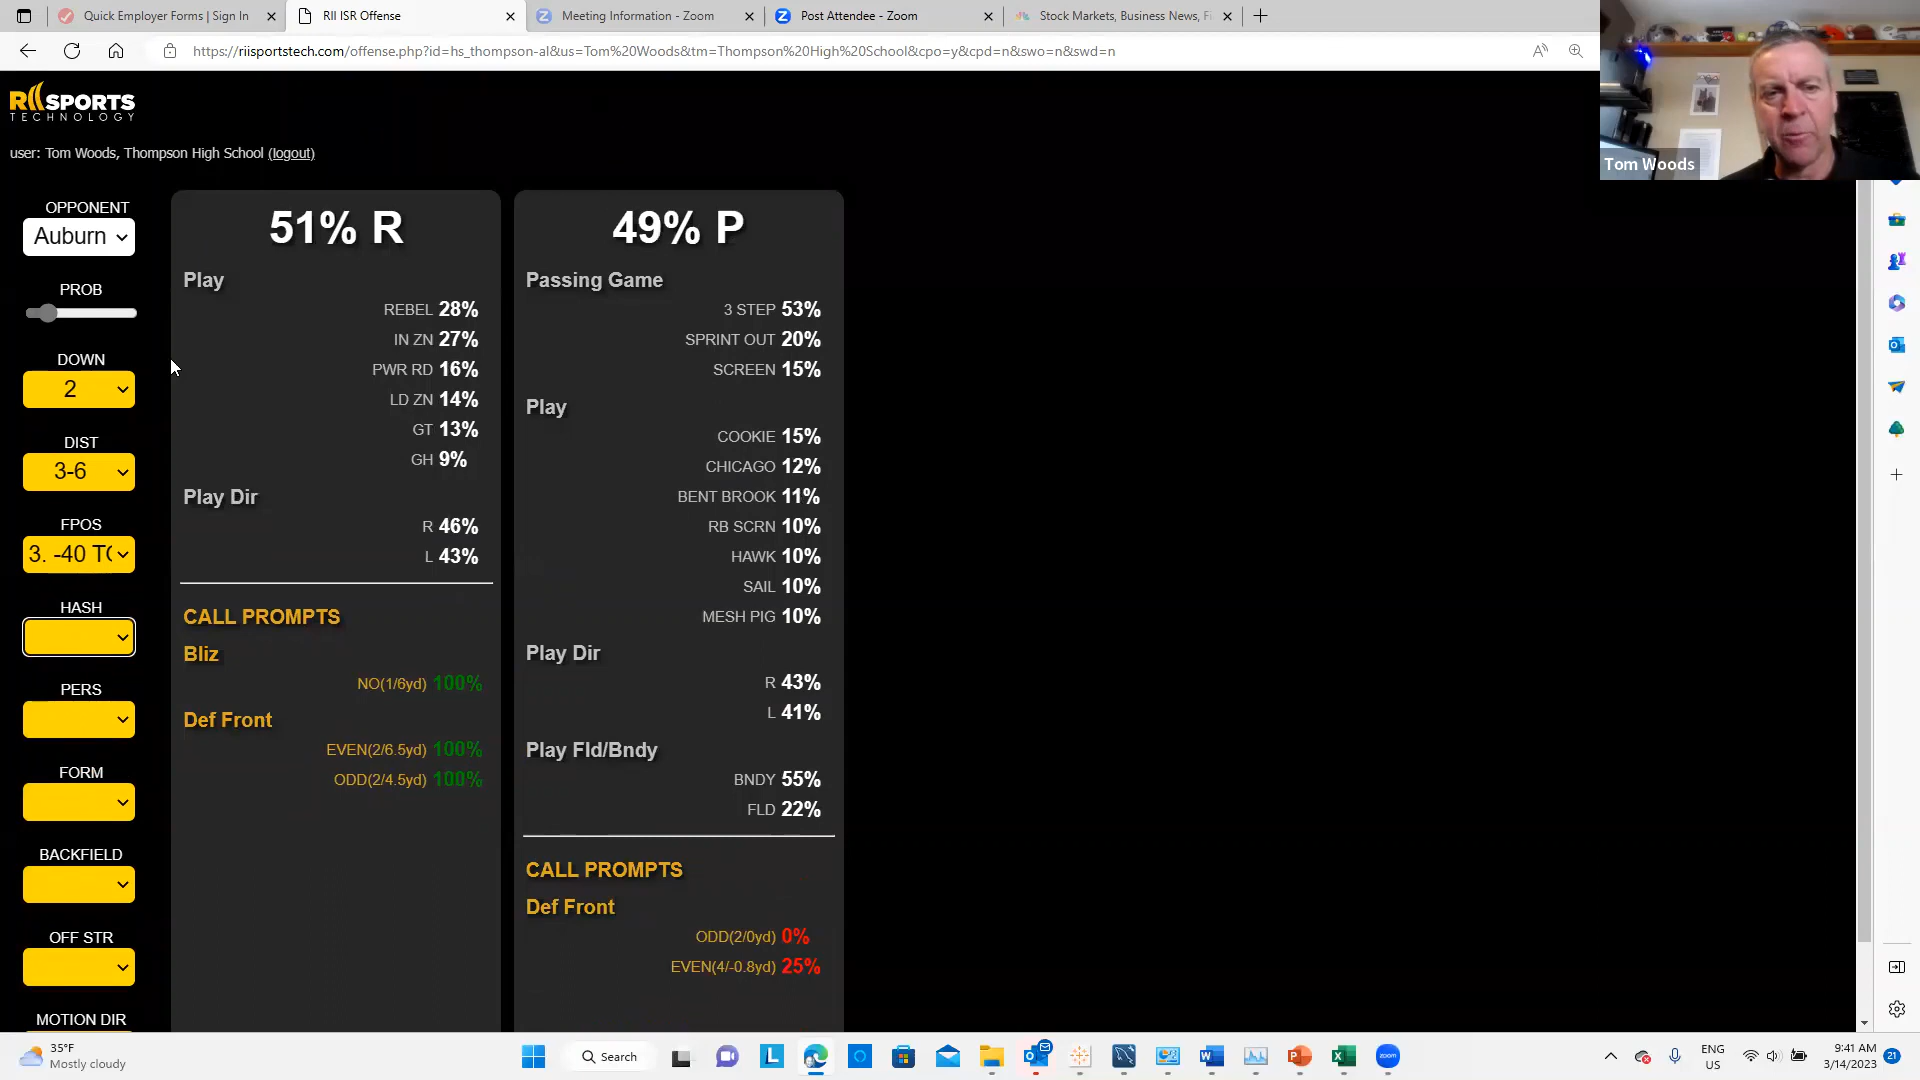 Quick Employer Forms | Sign In
RII ISR Offense
Meeting Information - Zoom
Post Attendee - Zoom
Stock Markets, Business News, Fi
https://riisportstech.com/offense.php?id=hs_thompson-al&us=Tom%20Woods&tm=Thompson%20High%20School&cpo=y&cpd=n&swo=n&swd=n
Tom Woods
RII SPORTS
TECHNOLOGY
user: Tom Woods, Thompson High School (logout)
OPPONENT
Auburn
PROB
DOWN
2
DIST
3-6
FPOS
3. -40 TO
HASH
PERS
FORM
BACKFIELD
OFF STR
MOTION DIR
51% R
Play
REBEL 28%
IN ZN 27%
PWR RD 16%
LD ZN 14%
GT 13%
GH 9%
Play Dir
R 46%
L 43%
CALL PROMPTS
Bliz
NO(1/6yd) 100%
Def Front
EVEN(2/6.5yd) 100%
ODD(2/4.5yd) 100%
49% P
Passing Game
3 STEP 53%
SPRINT OUT 20%
SCREEN 15%
Play
COOKIE 15%
CHICAGO 12%
BENT BROOK 11%
RB SCRN 10%
HAWK 10%
SAIL 10%
MESH PIG 10%
Play Dir
R 43%
L 41%
Play Fld/Bndy
BNDY 55%
FLD 22%
CALL PROMPTS
Def Front
ODD(2/0yd) 0%
EVEN(4/-0.8yd) 25%
35°F
Mostly cloudy
Search
ENG
US
9:41 AM
3/14/2023
21